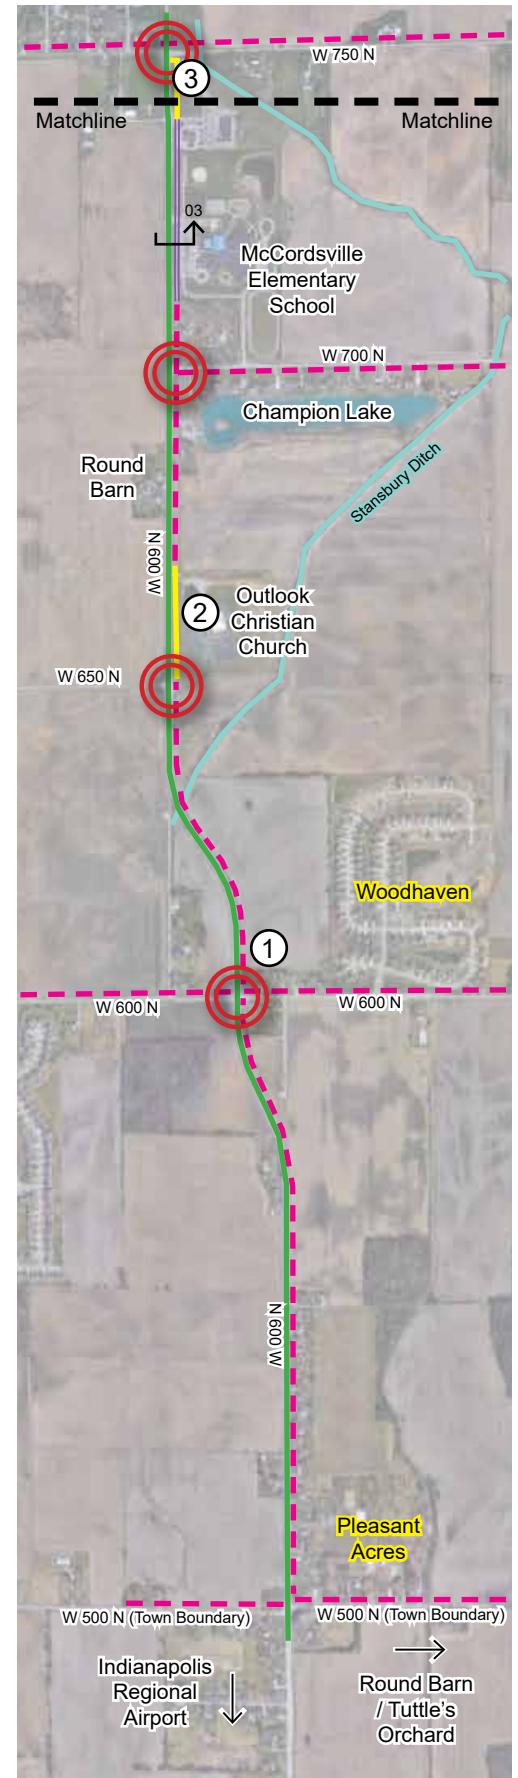 W 750 N
3
Matchline
Matchline
03
McCordsville
Elementary
School
W 700 N
Champion Lake
Round
Barn
Stansbury Ditch
N 600 W
2
Outlook
Christian
Church
W 650 N
Woodhaven
1
W 600 N
W 600 N
N 600 W
Pleasant
Acres
W 500 N (Town Boundary)
W 500 N (Town Boundary)
Indianapolis
Regional
Airport
Round Barn
/ Tuttle's
Orchard